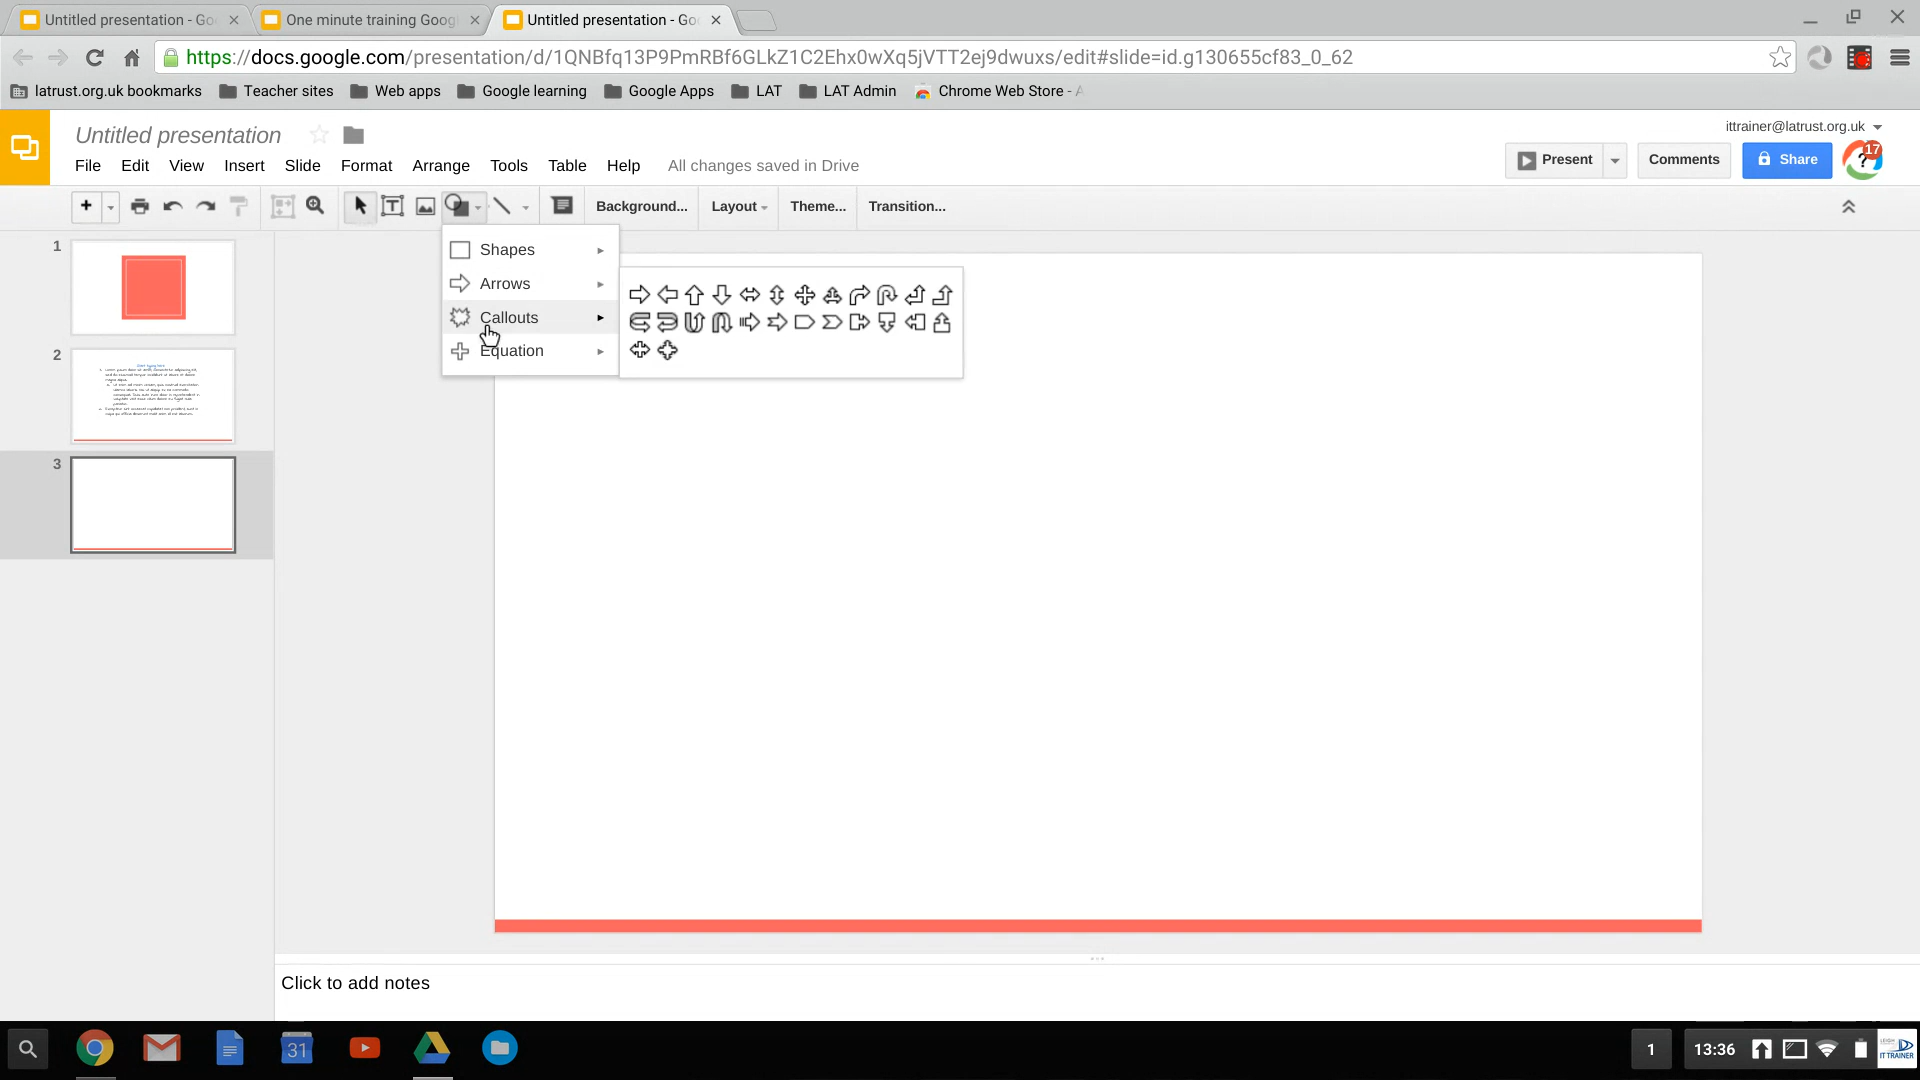 Untitled presentation - Go
One minute training Goog
Untitled presentation - Go
https://docs.google.com/presentation/d/1QNBfq13P9PmRBf6GLkZ1C2Ehx0wXq5jVTT2ej9dwuxs/edit#slide=id.g130655cf83_0_62
latrust.org.uk bookmarks Teacher sites Web apps Google learning Google Apps LAT LAT Admin Chrome Web Store -
Untitled presentation
ittrainer@latrust.org.uk
File Edit View Insert Slide Format Arrange Tools Table Help All changes saved in Drive
Present Comments Share 17
Background... Layout Theme... Transition...
Shapes
Arrows
Callouts
Equation
1
2
3
Click to add notes
31
1 13:36
IT TRAINER